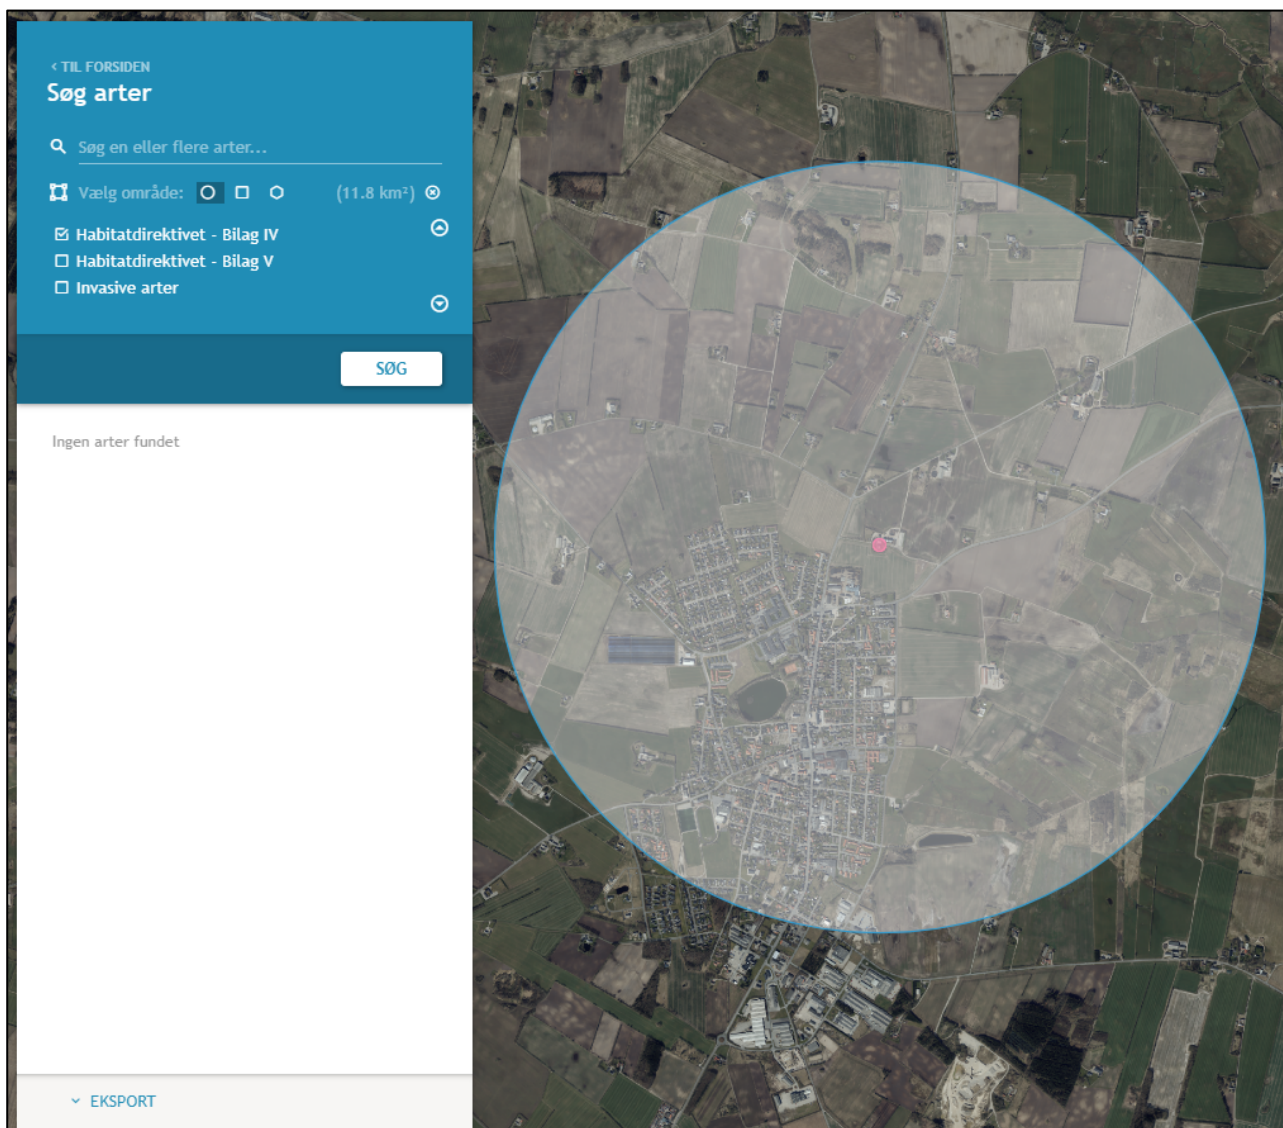 ‹ TIL FORSIDEN
Søg arter
Søg en eller flere arter...
Vælg område: (11.8 km²)
Habitatdirektivet - Bilag IV
Habitatdirektivet - Bilag V
Invasive arter
SØG
Ingen arter fundet
EKSPORT